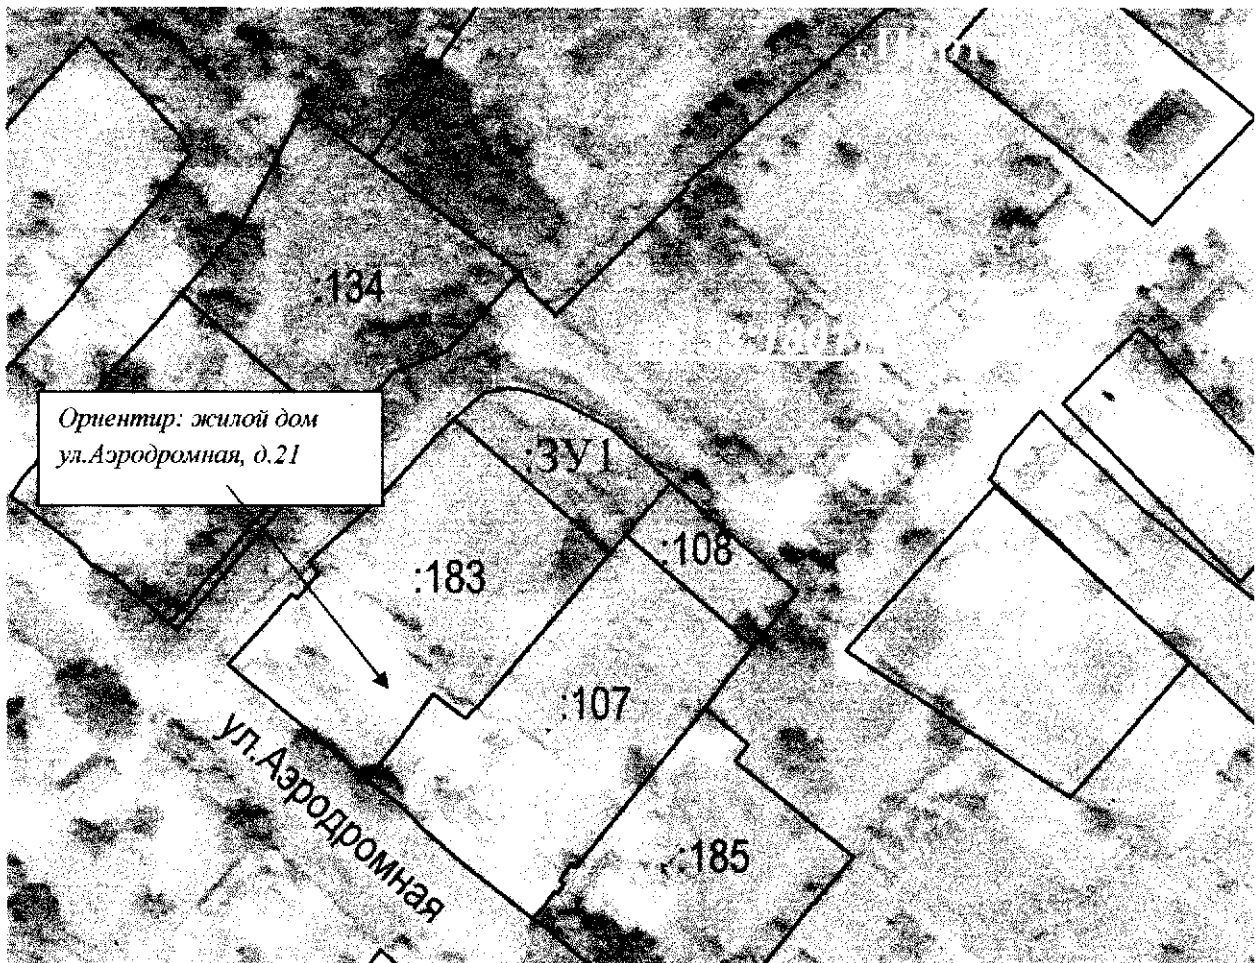 :134
Ориентир: жилой дом
ул.Аэродромная, д.21
:ЗУ1
:108
:183
:107
ул.Аэродромная
:185